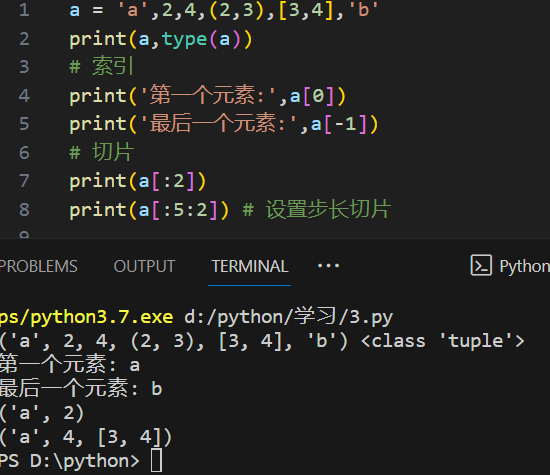 1 a = 'a',2,4,(2,3),[3,4],'b'
2 print(a,type(a))
3 # 索引
4 print('第一个元素:',a[0])
5 print('最后一个元素:',a[-1])
6 # 切片
7 print(a[:2])
8 print(a[:5:2]) # 设置步长切片
9
PROBLEMS OUTPUT TERMINAL ··· Python
ps/python3.7.exe d:/python/学习/3.py
('a', 2, 4, (2, 3), [3, 4], 'b') <class 'tuple'>
第一个元素: a
最后一个元素: b
('a', 2)
('a', 4, [3, 4])
PS D:\python>